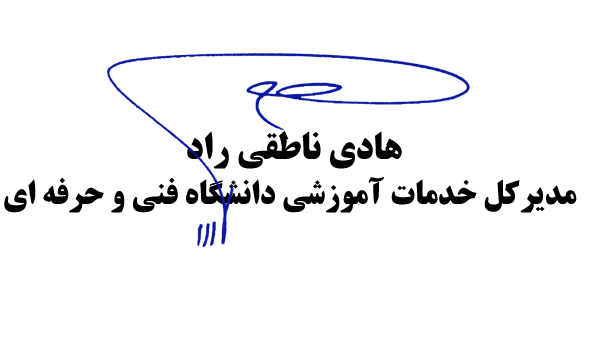 هادی ناطقی راد
مدیرکل خدمات آموزشی دانشگاه فنی و حرفه ای